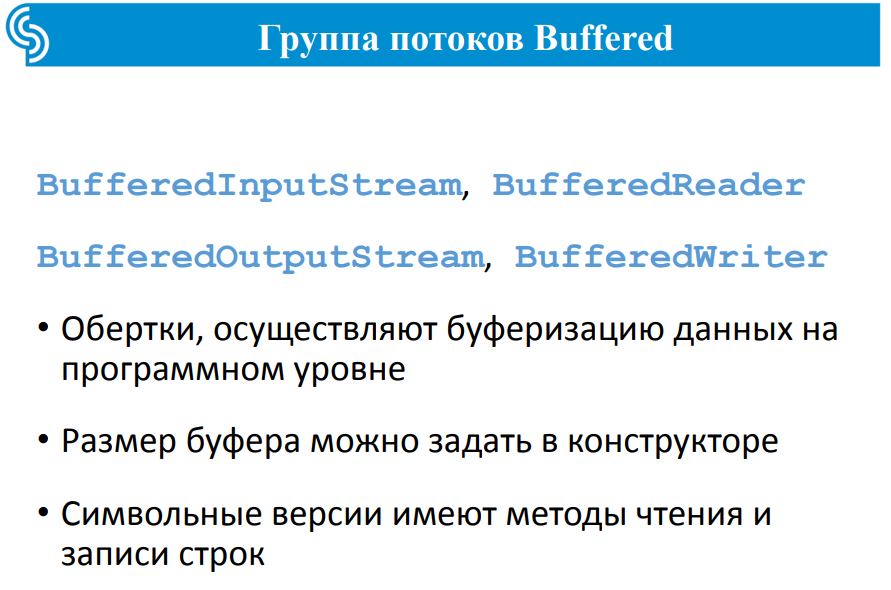 Группа потоков Buffered
BufferedInputStream, BufferedReader
BufferedOutputStream, BufferedWriter
• Обертки, осуществляют буферизацию данных на
программном уровне
• Размер буфера можно задать в конструкторе
• Символьные версии имеют методы чтения и
записи строк